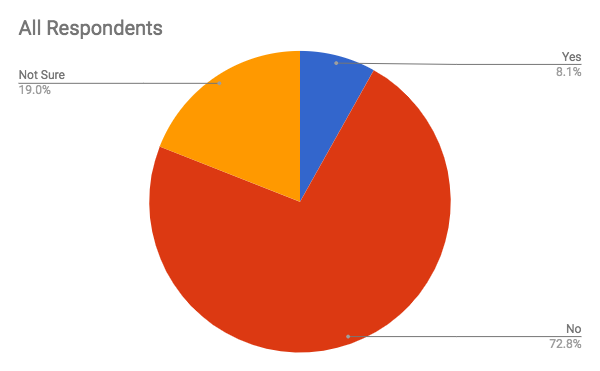 All Respondents
Yes
8.1%
Not Sure
19.0%
No
72.8%